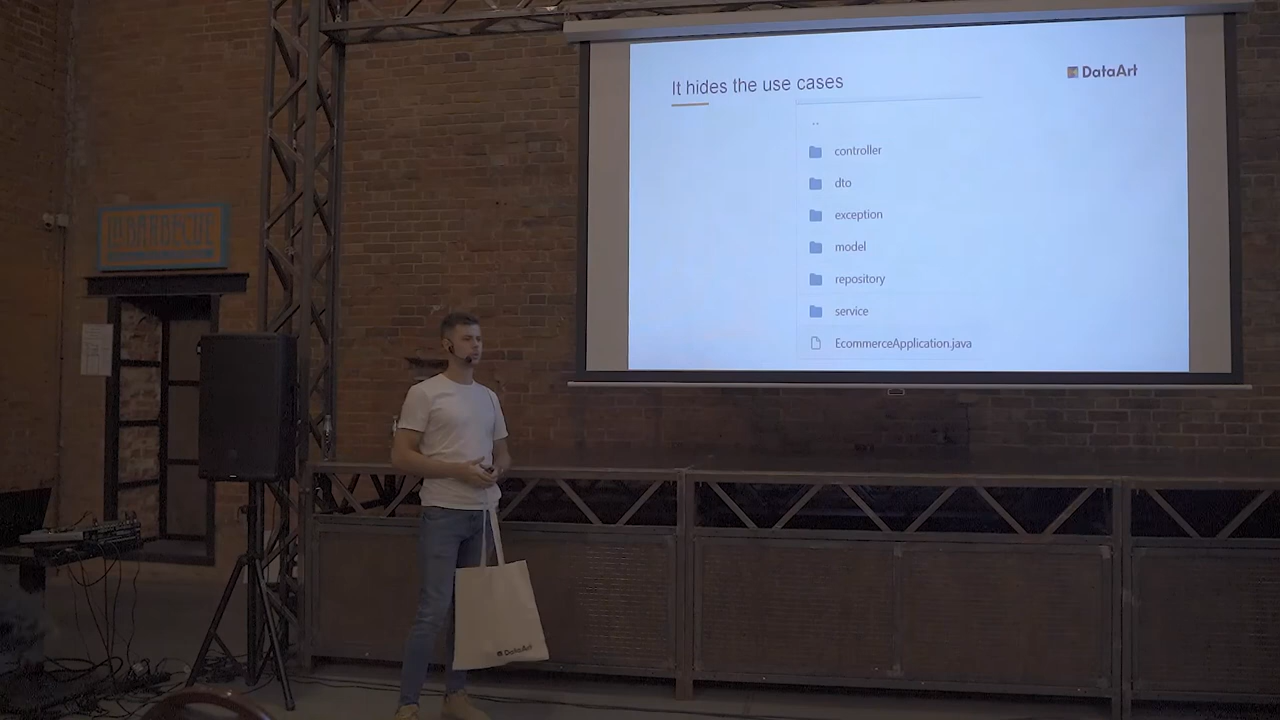 It hides the use cases
DataArt
..
controller
dto
exception
model
repository
service
EcommerceApplication.java
DataArt